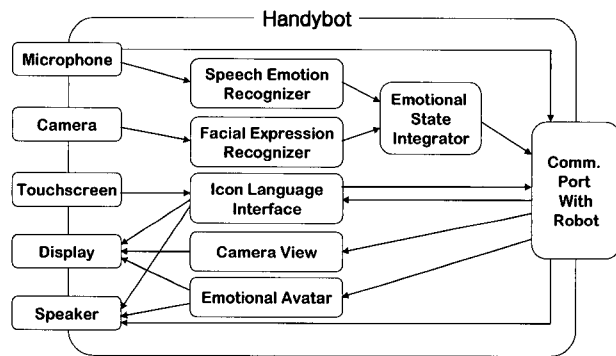 Handybot
Microphone
Camera
Touchscreen
Display
Speaker
Speech Emotion
Recognizer
Facial Expression
Recognizer
Icon Language
Interface
Camera View
Emotional Avatar
Emotional
State
Integrator
Comm.
Port
With
Robot